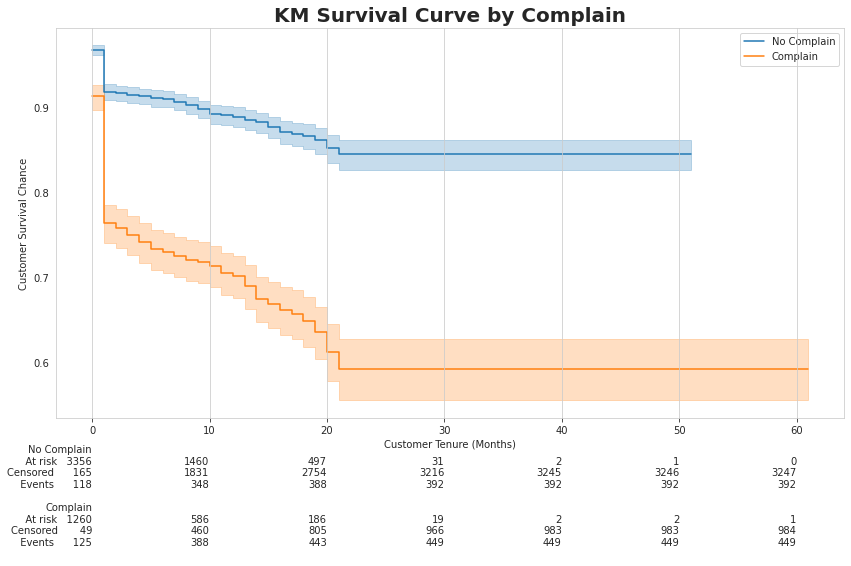 KM Survival Curve by Complain
No Complain
Complain
0.9
0.8
0.7
0.6
Customer Survival Chance
0 10 20 30 40 50 60
Customer Tenure (Months)
No Complain
At risk 3356 1460 497 31 2 1 0
Censored 165 1831 2754 3216 3245 3246 3247
Events 118 348 388 392 392 392 392
Complain
At risk 1260 586 186 19 2 2 1
Censored 49 460 805 966 983 983 984
Events 125 388 443 449 449 449 449